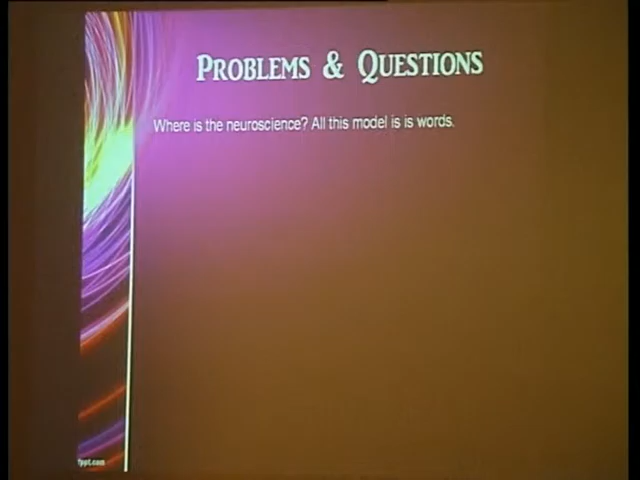 PROBLEMS & QUESTIONS
Where is the neuroscience? All this model is is words.
fppt.com